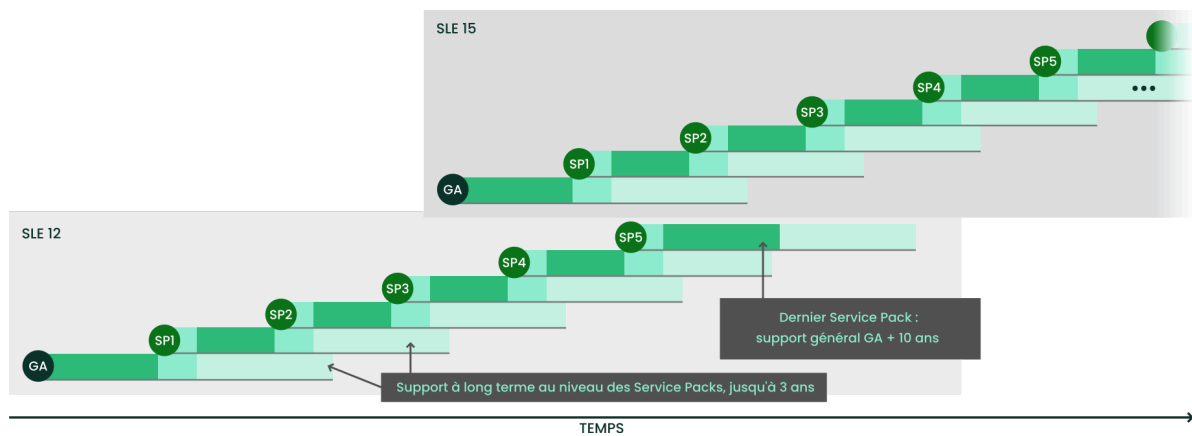 SLE 15
SP5
SP4
SP3
SP2
SP1
GA
•••
SLE 12
SP5
SP4
SP3
SP2
SP1
GA
Dernier Service Pack :
support général GA + 10 ans
Support à long terme au niveau des Service Packs, jusqu'à 3 ans
TEMPS